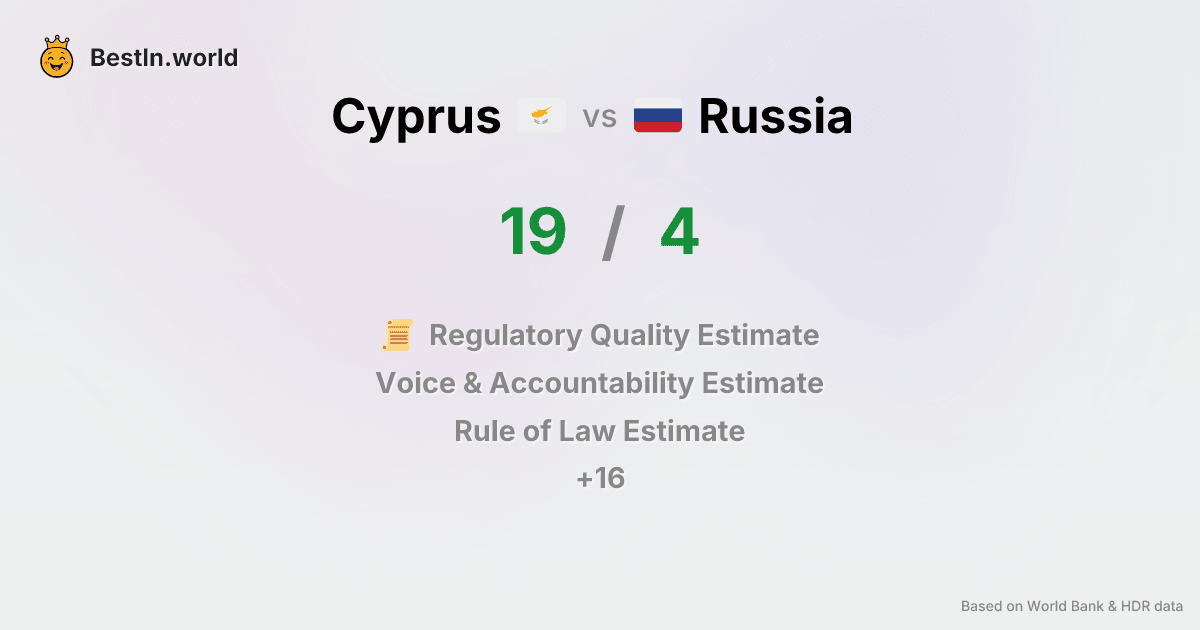 BestIn.world
Cyprus vs Russia
19 / 4
Regulatory Quality Estimate
Voice & Accountability Estimate
Rule of Law Estimate
+16
Based on World Bank & HDR data